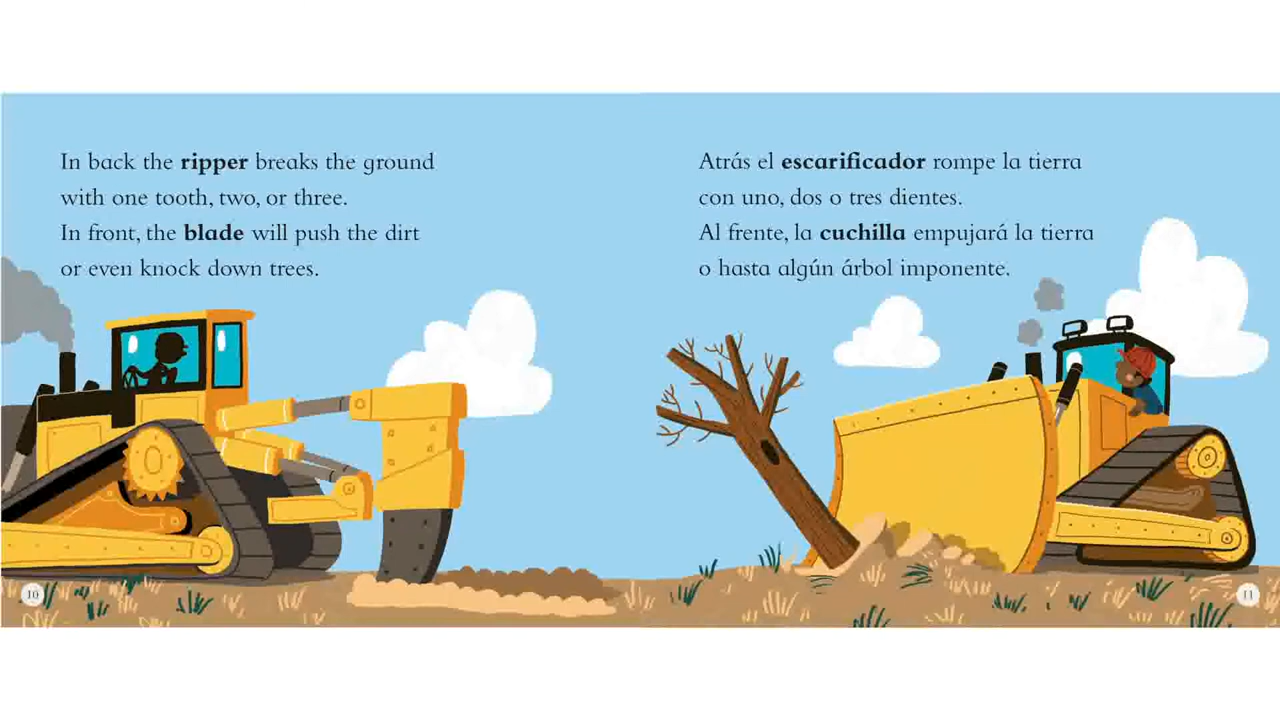 In back the ripper breaks the ground
with one tooth, two, or three.
In front, the blade will push the dirt
or even knock down trees.
10
Atrás el escarificador rompe la tierra
con uno, dos o tres dientes.
Al frente, la cuchilla empujará la tierra
o hasta algún árbol imponente.
11